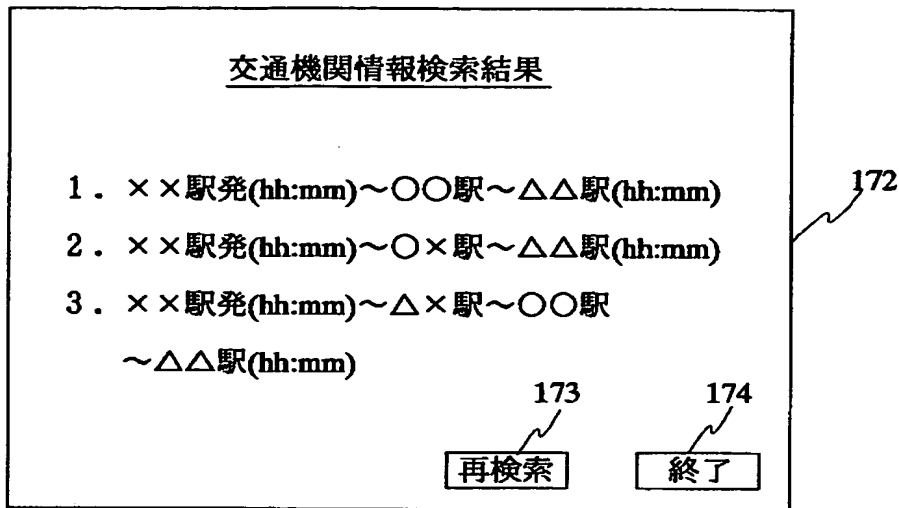 交通機関情報検索結果
1．××駅発(hh:mm)～○○駅～△△駅(hh:mm)
172
2．××駅発(hh:mm)～○×駅～△△駅(hh:mm)
3．××駅発(hh:mm)～△×駅～○○駅
～△△駅(hh:mm)
173 174
再検索 終了